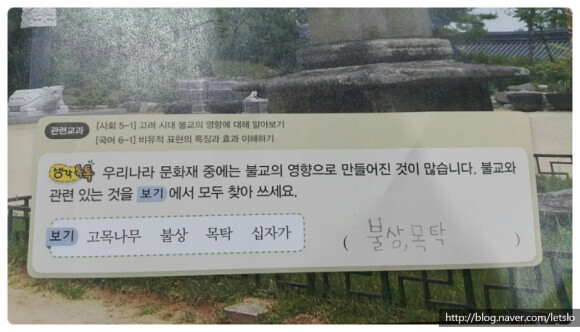 관련교과
[사회 5-1] 고려 시대 불교의 영향에 대해 알아보기
[국어 6-1] 비유적 표현의 특징과 효과 이해하기
생각톡톡 우리나라 문화재 중에는 불교의 영향으로 만들어진 것이 많습니다. 불교와
관련 있는 것을 보기 에서 모두 찾아 쓰세요.
보기 고목나무 불상 목탁 십자가
( 불상,목탁 )
http://blog.naver.com/letslo